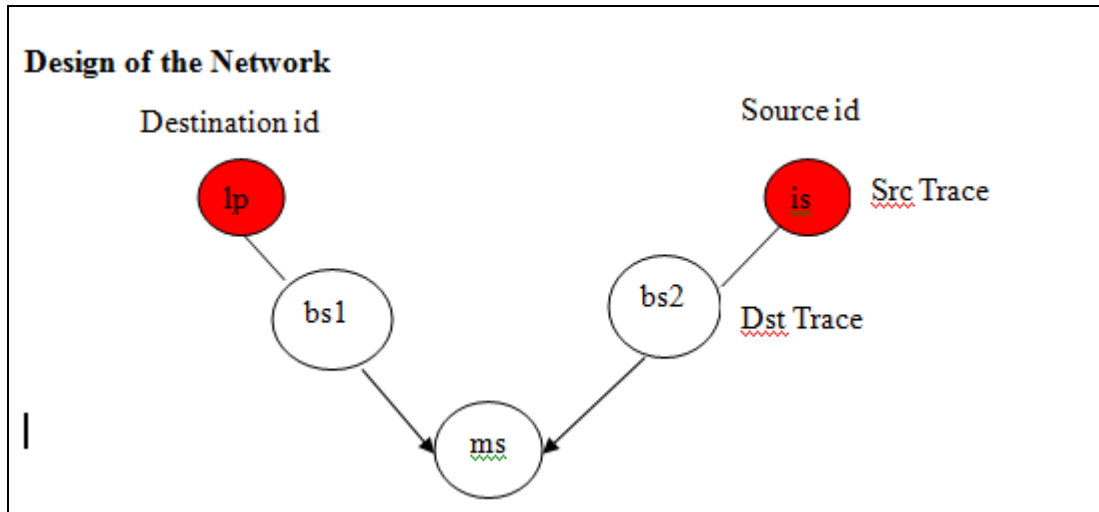 Design of the Network
Destination id
Source id
lp
is
Src Trace
bs1
bs2
Dst Trace
ms